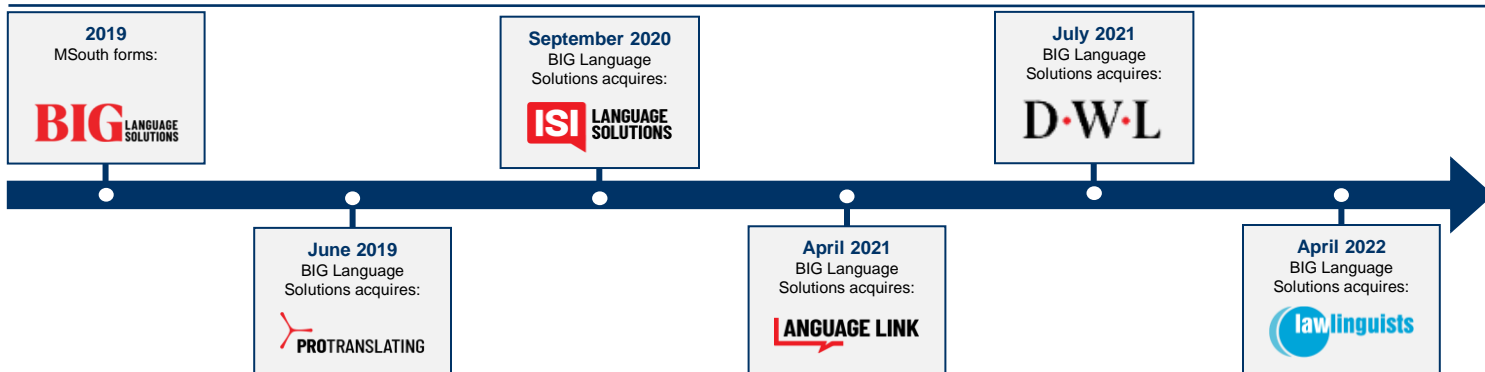 2019
MSouth forms:
BIG LANGUAGE
SOLUTIONS
June 2019
BIG Language
Solutions acquires:
PROTRANSLATING
September 2020
BIG Language
Solutions acquires:
ISI LANGUAGE
SOLUTIONS
April 2021
BIG Language
Solutions acquires:
LANGUAGE LINK
July 2021
BIG Language
Solutions acquires:
D•W•L
April 2022
BIG Language
Solutions acquires:
lawlinguists